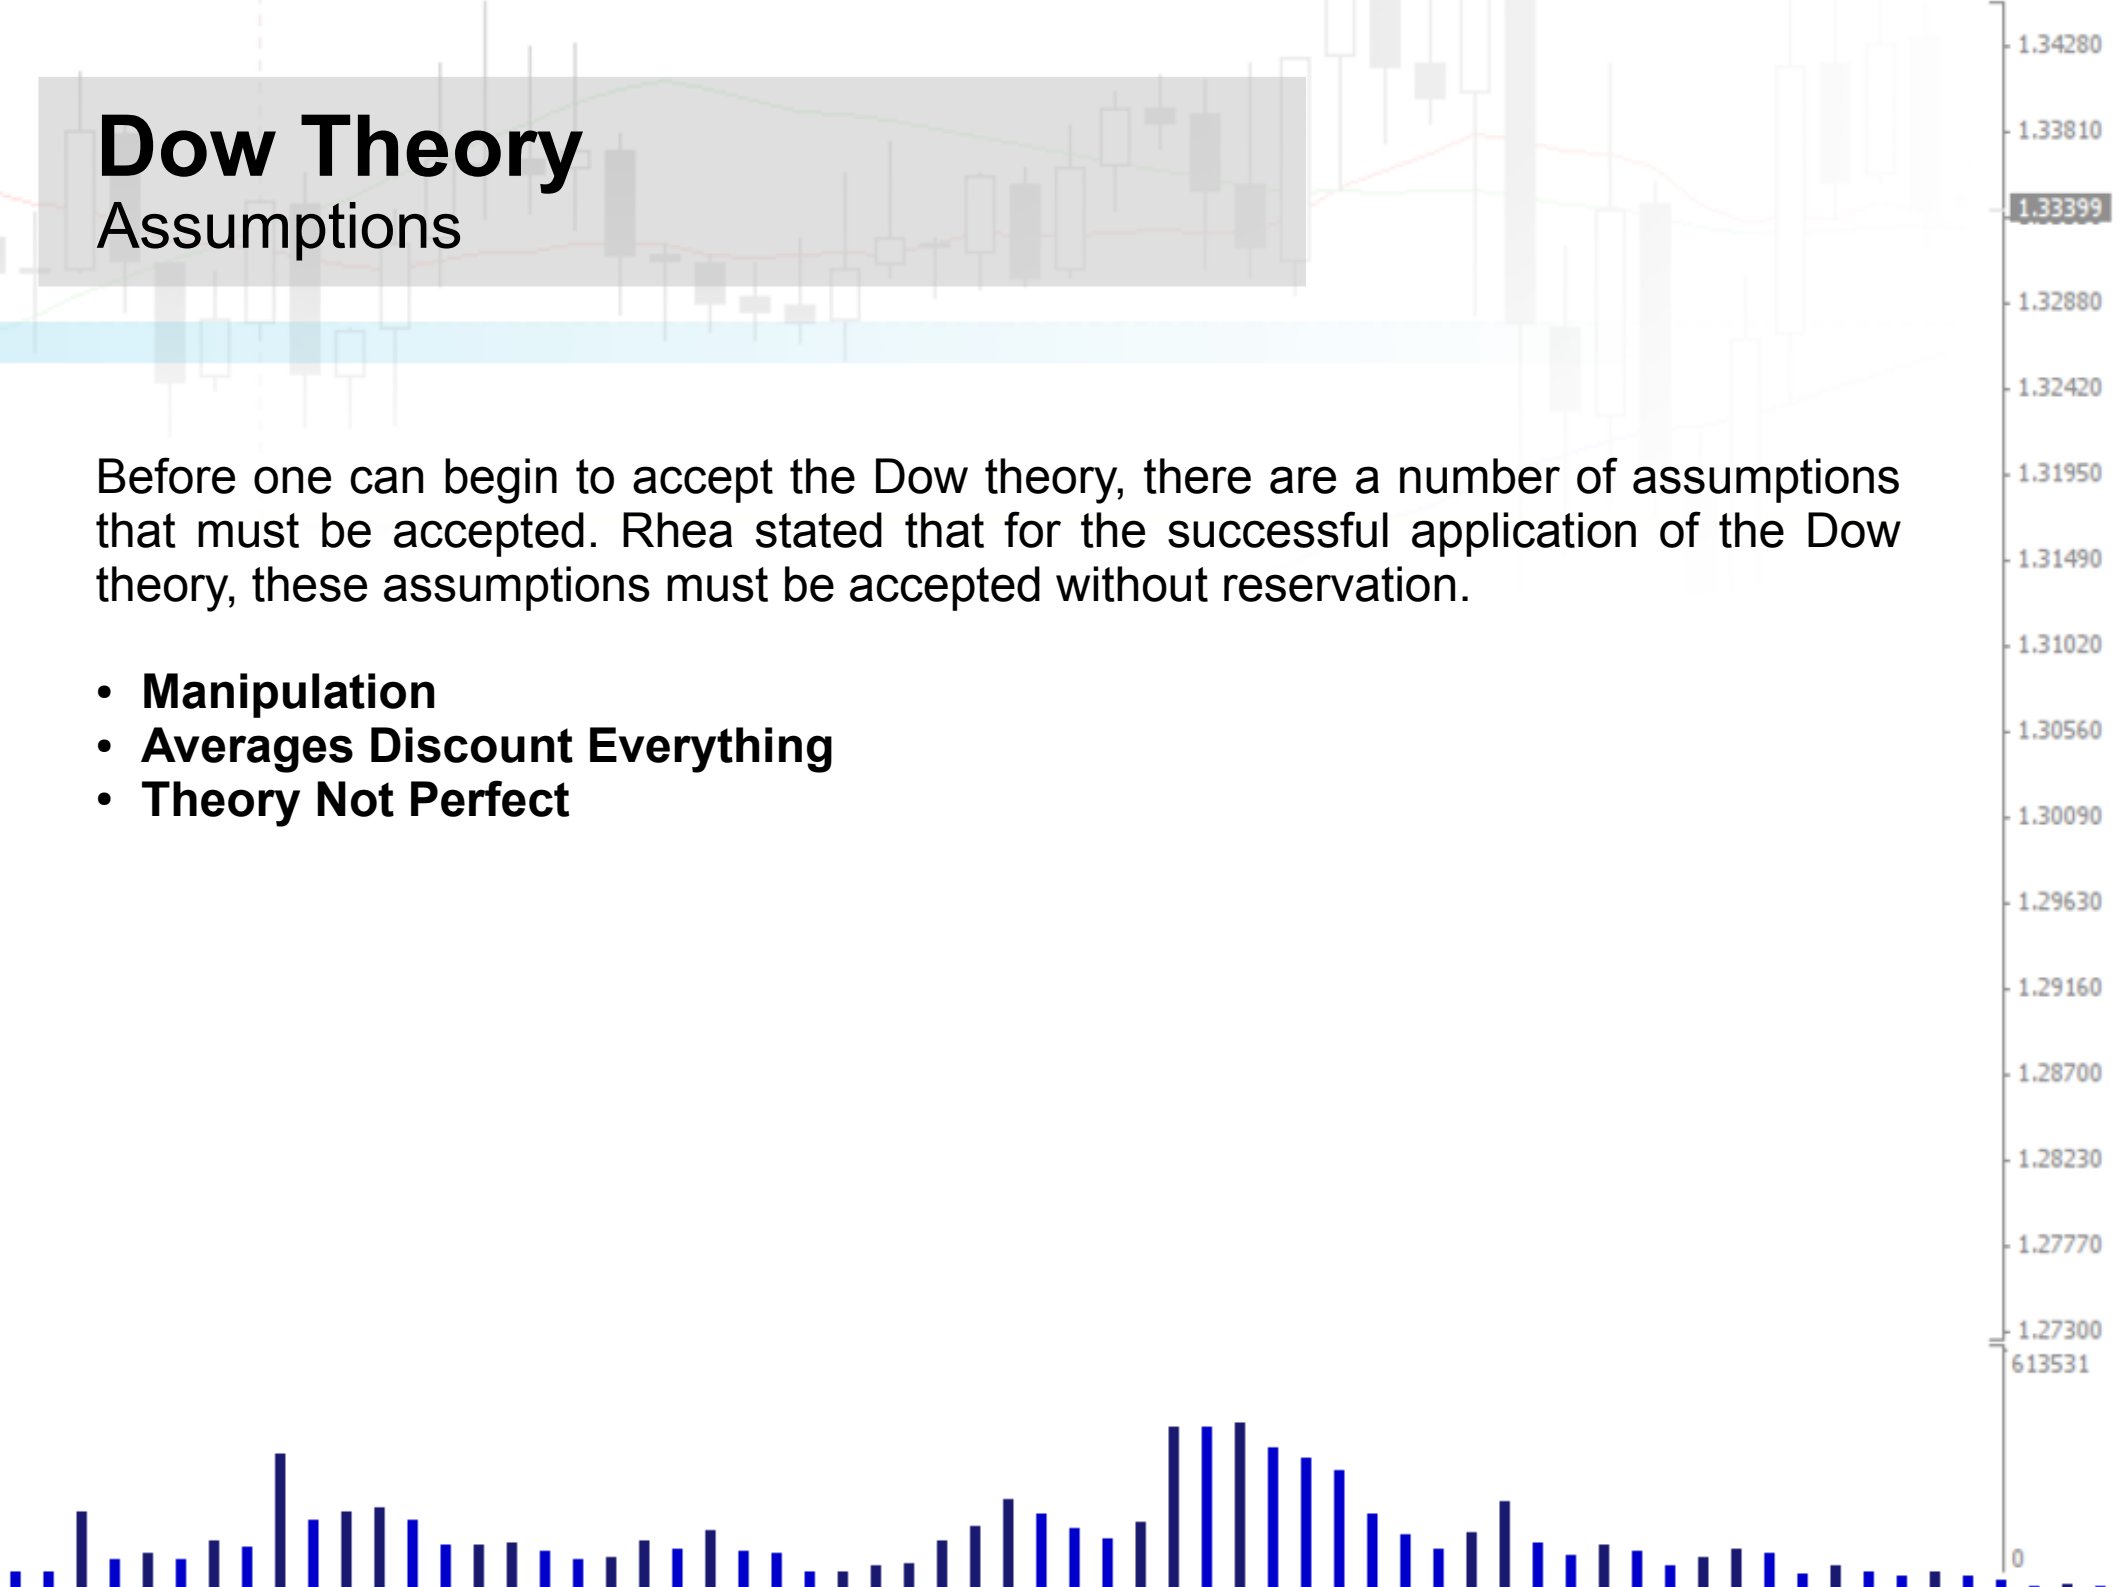 Dow Theory
Assumptions
Before one can begin to accept the Dow theory, there are a number of assumptions
that must be accepted. Rhea stated that for the successful application of the Dow
theory, these assumptions must be accepted without reservation.
• Manipulation
• Averages Discount Everything
• Theory Not Perfect
1.34280
1.33810
1.33399
1.32880
1.32420
1.31950
1.31490
1.31020
1.30560
1.30090
1.29630
1.29160
1.28700
1.28230
1.27770
1.27300
613531
0